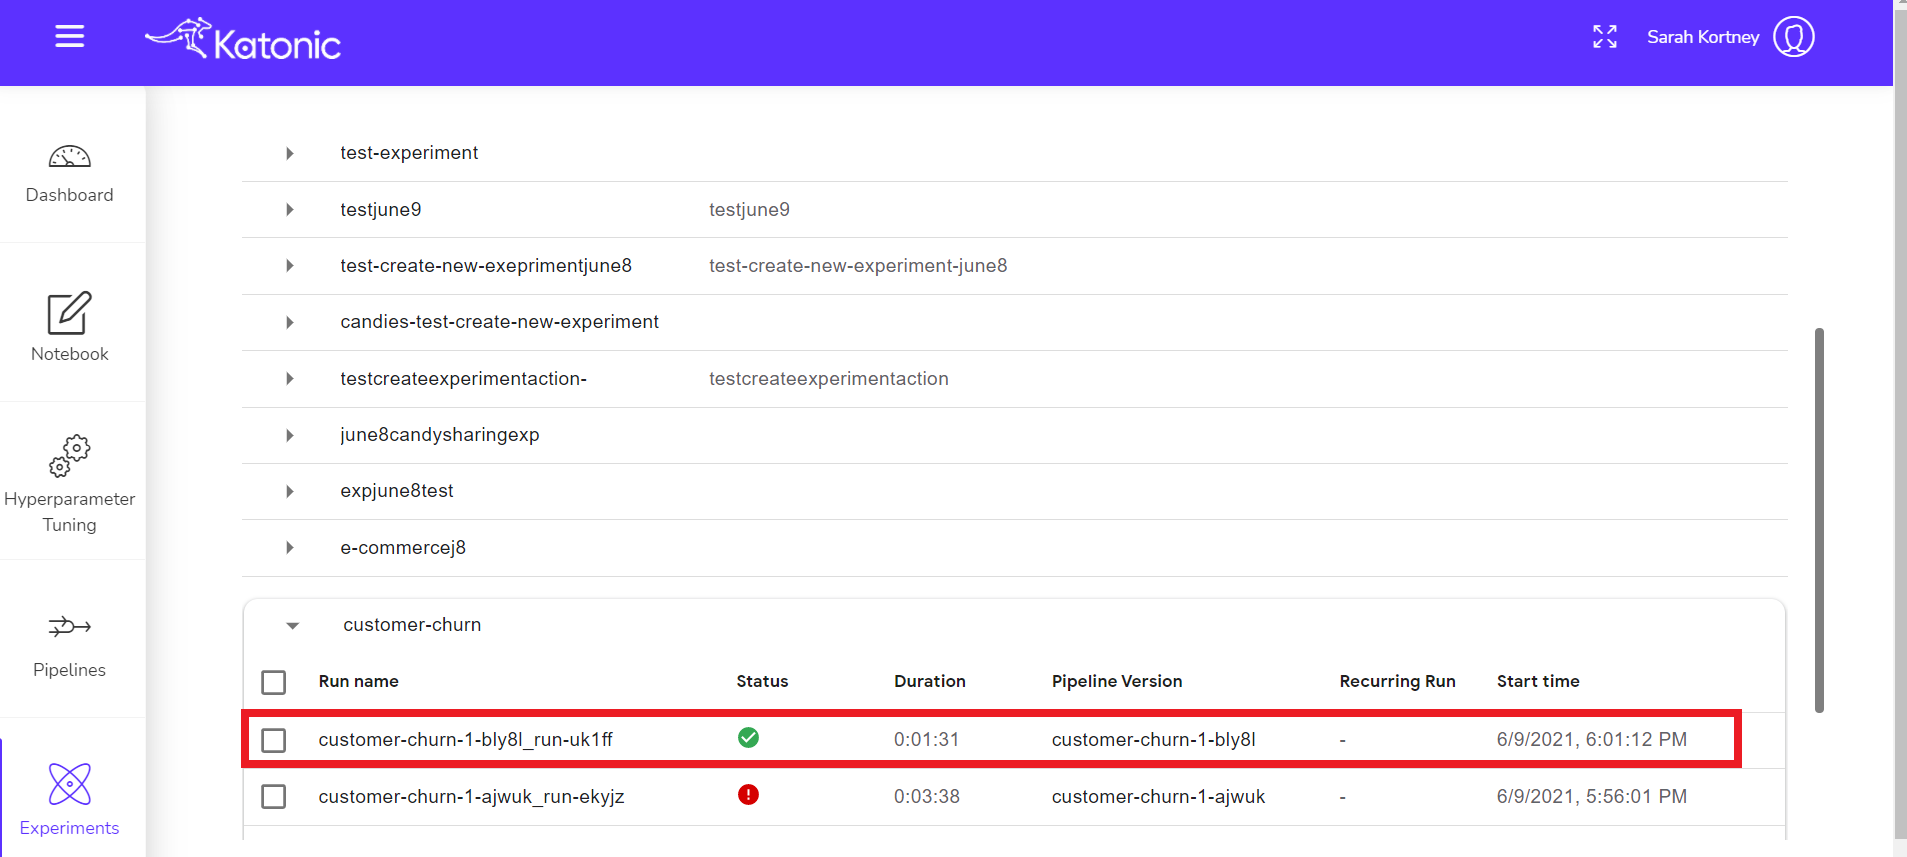 Katonic
Sarah Kortney
Dashboard
Notebook
Hyperparameter
Tuning
Pipelines
Experiments
test-experiment
testjune9 testjune9
test-create-new-exeprimentjune8 test-create-new-experiment-june8
candies-test-create-new-experiment
testcreateexperimentaction- testcreateexperimentaction
june8candysharingexp
expjune8test
e-commercej8
customer-churn
Run name Status Duration Pipeline Version Recurring Run Start time
customer-churn-1-bly8l_run-uk1ff 0:01:31 customer-churn-1-bly8l - 6/9/2021, 6:01:12 PM
customer-churn-1-ajwuk_run-ekyjz 0:03:38 customer-churn-1-ajwuk - 6/9/2021, 5:56:01 PM